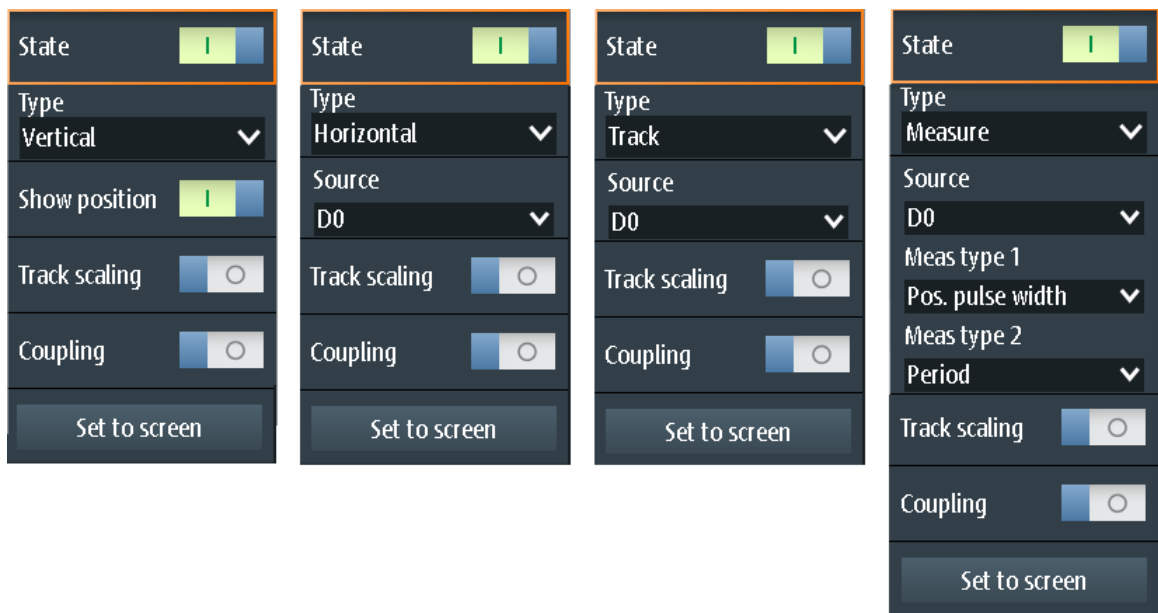 State
Type
Vertical
Show position
Track scaling
Coupling
Set to screen
State
Type
Horizontal
Source
D0
Track scaling
Coupling
Set to screen
State
Type
Track
Source
D0
Track scaling
Coupling
Set to screen
State
Type
Measure
Source
D0
Meas type 1
Pos. pulse width
Meas type 2
Period
Track scaling
Coupling
Set to screen